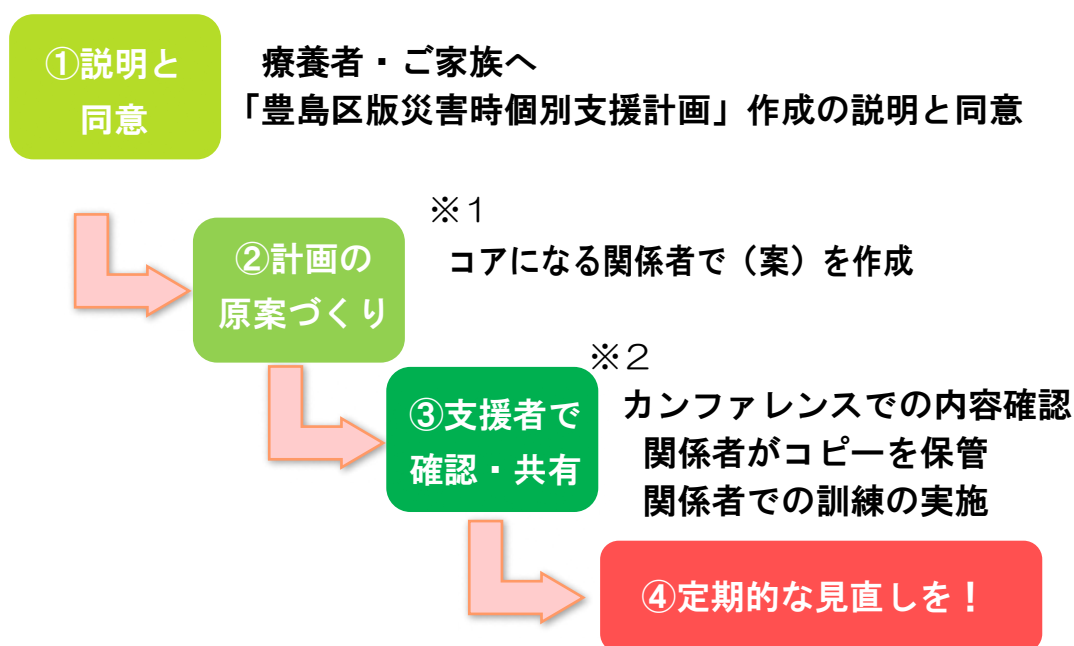 ①説明と
同意
療養者・ご家族へ
「豊島区版災害時個別支援計画」作成の説明と同意
※１
②計画の
原案づくり
コアになる関係者で（案）を作成
※２
③支援者で
確認・共有
カンファレンスでの内容確認
関係者がコピーを保管
関係者での訓練の実施
④定期的な見直しを！